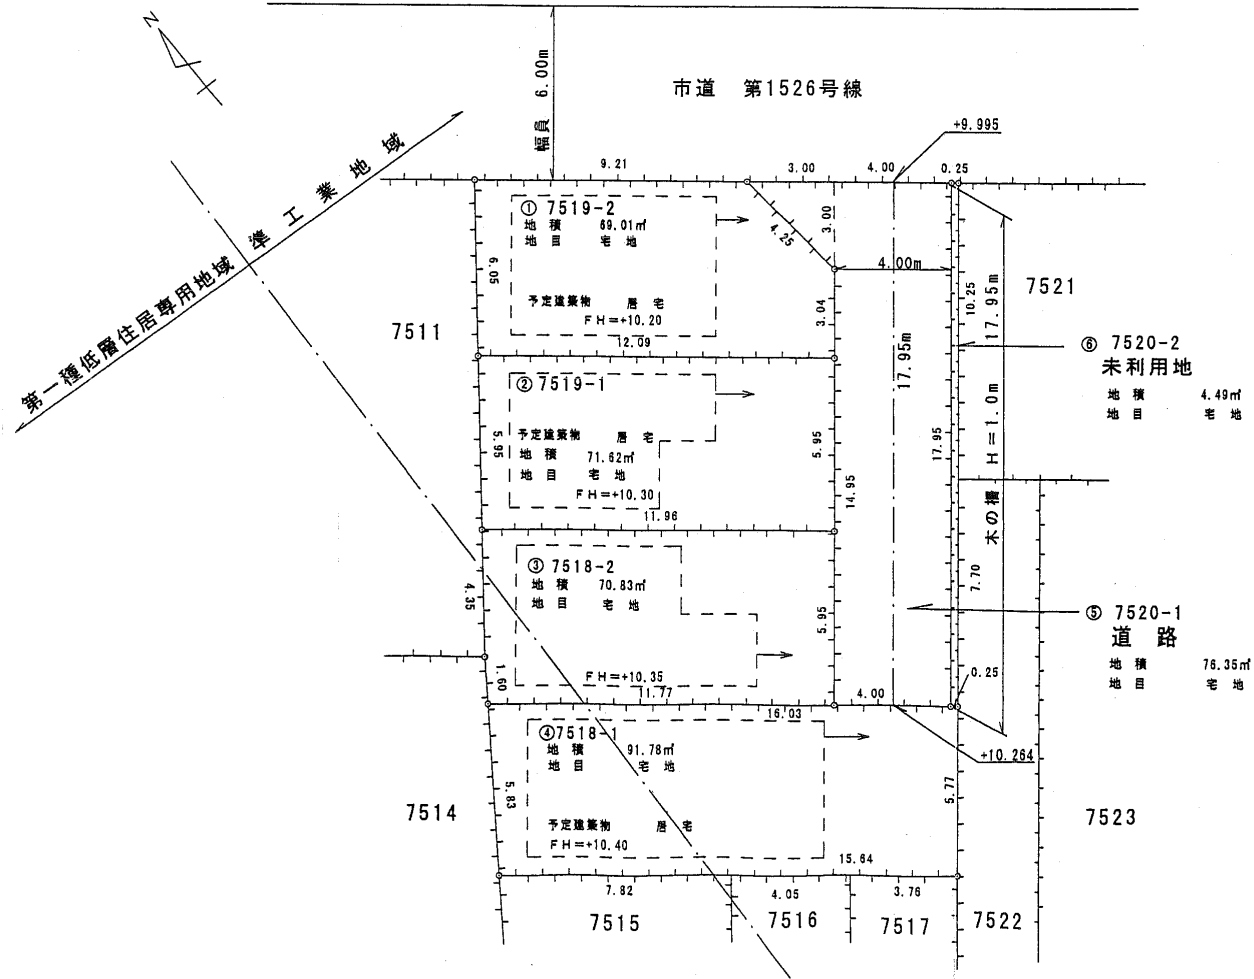 N
幅員 6.00m
市道 第1526号線
+9.995
9.21
3.00
4.00
0.25
準工業地域
第一種低層住居専用地域
① 7519-2
地積 69.01㎡
地目 宅地
予定建築物 居宅
FH=+10.20
12.09
6.05
4.25
3.00
3.04
4.00m
17.95m
10.25
17.95m
7511
7521
⑥ 7520-2
未利用地
地積 4.49㎡
地目 宅地
② 7519-1
予定建築物 居宅
地積 71.62㎡
地目 宅地
FH=+10.30
11.96
5.95
5.95
14.95
17.95
木の柵 H=1.0m
7.70
③ 7518-2
地積 70.83㎡
地目 宅地
FH=+10.35
11.77
4.35
1.60
5.95
4.00
0.25
⑤ 7520-1
道路
地積 76.35㎡
地目 宅地
16.03
④7518-1
地積 91.78㎡
地目 宅地
予定建築物 居宅
FH=+10.40
+10.264
5.83
5.77
15.64
7514
7523
7.82
4.05
3.76
7515
7516
7517
7522